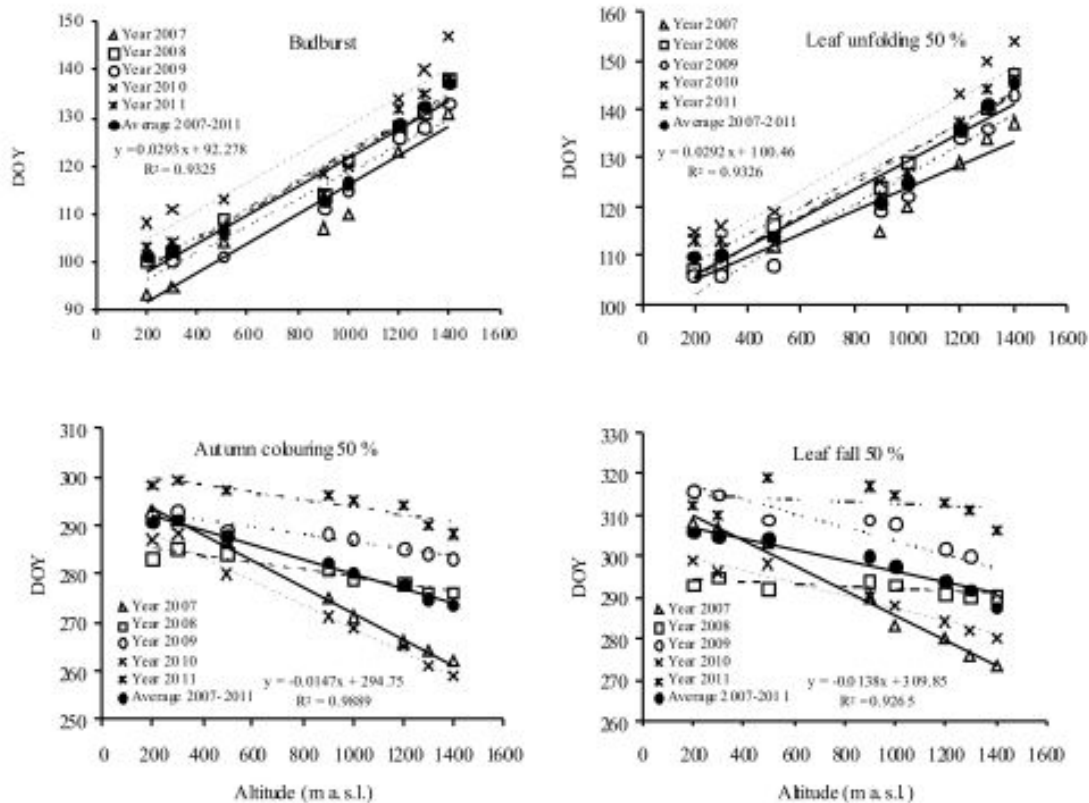 Budburst
DOY
150
140
130
120
110
100
90
0 200 400 600 800 1000 1200 1400 1600
Year 2007
Year 2008
Year 2009
Year 2010
Year 2011
Average 2007-2011
y = 0.0293x + 92.278
R² = 0.9325
Leaf unfolding 50 %
DOY
160
150
140
130
120
110
100
0 200 400 600 800 1000 1200 1400 1600
Year 2007
Year 2008
Year 2009
Year 2010
Year 2011
Average 2007-2011
y = 0.0292x + 100.46
R² = 0.9326
Autumn colouring 50 %
DOY
310
300
290
280
270
260
250
0 200 400 600 800 1000 1200 1400 1600
Altitude (m a. s.l.)
Year 2007
Year 2008
Year 2009
Year 2010
Year 2011
Average 2007-2011
y = -0.0147x + 294.75
R² = 0.9889
Leaf fall 50 %
DOY
330
320
310
300
290
280
270
260
0 200 400 600 800 1000 1200 1400 1600
Altitude (m a. s.l.)
Year 2007
Year 2008
Year 2009
Year 2010
Year 2011
Average 2007-2011
y = -0.0138x + 309.85
R² = 0.9265